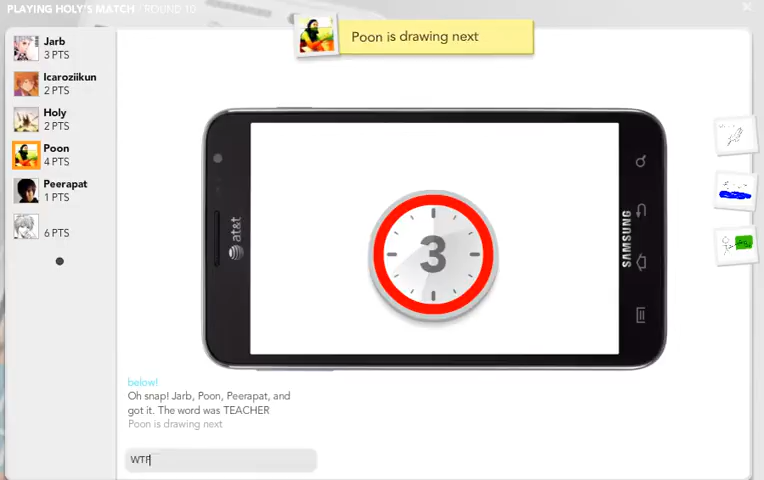 PLAYING HOLY'S MATCH / ROUND 10
Poon is drawing next
Jarb
3 PTS
Icaroziikun
2 PTS
Holy
2 PTS
Poon
4 PTS
Peerapat
1 PTS
6 PTS
at&t
3
SAMSUNG
below!
Oh snap! Jarb, Poon, Peerapat, and
got it. The word was TEACHER
Poon is drawing next
WTF